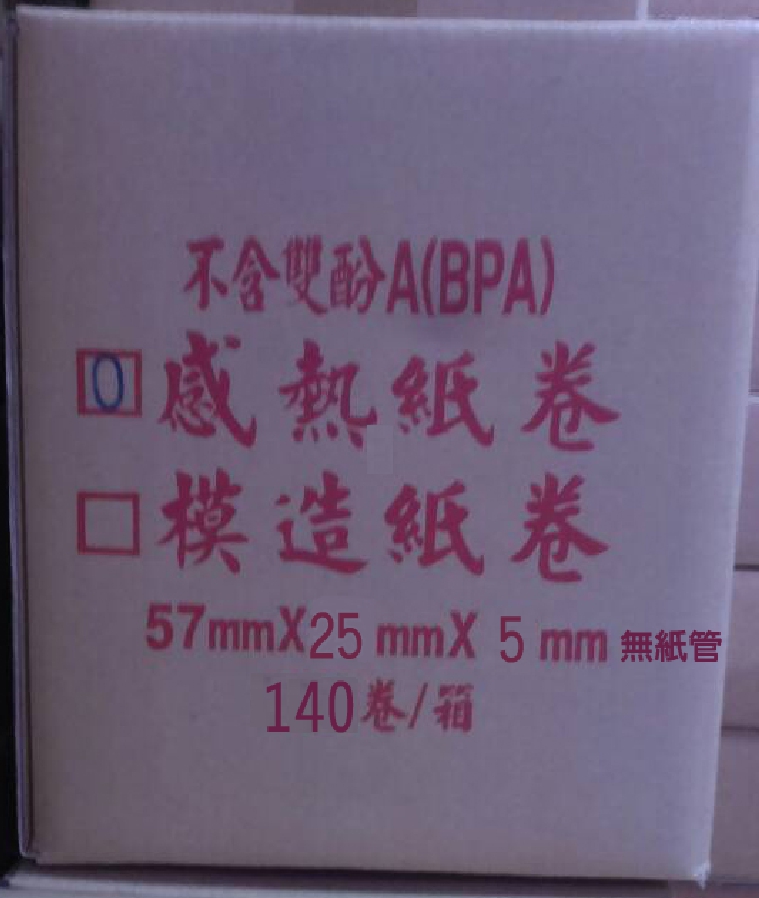 不含雙酚A(BPA)
0 感熱紙卷
模造紙卷
57mmX25 mmX 5 mm 無紙管
140卷/箱